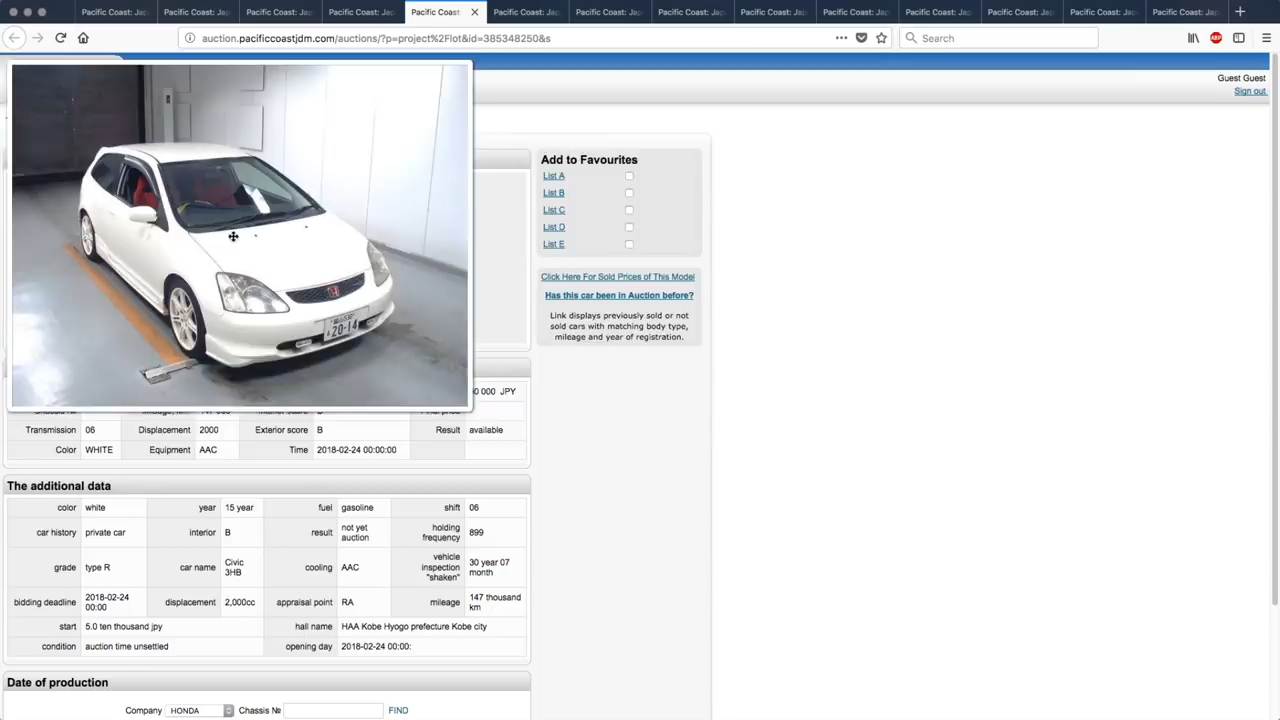 Pacific Coast: Jap Pacific Coast: Jap Pacific Coast: Jap Pacific Coast: Jap Pacific Coast Pacific Coast: Jap Pacific Coast: Jap Pacific Coast: Jap Pacific Coast: Jap Pacific Coast: Jap Pacific Coast: Jap Pacific Coast: Jap Pacific Coast: Jap Pacific Coast: Jap
auction.pacificcoastjdm.com/auctions/?p=project%2Flot&id=385348250&s
Search
ABP
Guest Guest
Sign out
20-14
Add to Favourites
List A
List B
List C
List D
List E
Click Here For Sold Prices of This Model
Has this car been in Auction before?
Link displays previously sold or not
sold cars with matching body type,
mileage and year of registration.
0 000 JPY
Transmission 06 Displacement 2000 Exterior score B Result available
Color WHITE Equipment AAC Time 2018-02-24 00:00:00
The additional data
color white year 15 year fuel gasoline shift 06
car history private car interior B result not yet auction holding frequency 899
grade type R car name Civic 3HB cooling AAC vehicle inspection "shaken" 30 year 07 month
bidding deadline 2018-02-24 00:00 displacement 2,000cc appraisal point RA mileage 147 thousand km
start 5.0 ten thousand jpy hall name HAA Kobe Hyogo prefecture Kobe city
condition auction time unsettled opening day 2018-02-24 00:00:
Date of production
Company HONDA Chassis № FIND